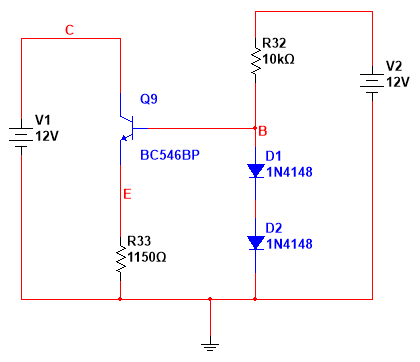 C
R32
10kΩ
V2
12V
Q9
V1
12V
B
BC546BP
D1
1N4148
E
D2
1N4148
R33
1150Ω